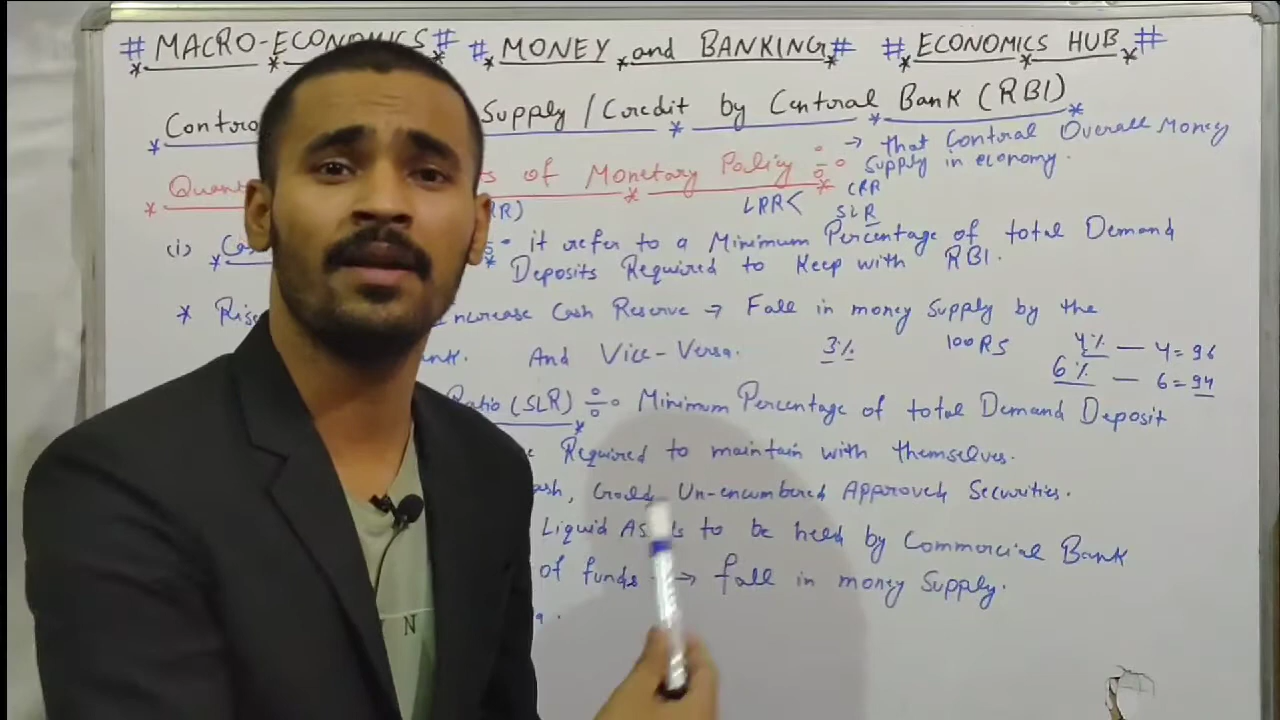 # MACRO-ECONOMICS # # MONEY and BANKING # # ECONOMICS HUB #
Supply / Credit by Central Bank (RBI)
→ that Control Overall Money
Supply in economy.
of Monetary Policy
LRR < CRR
SLR
(i) it refer to a Minimum Percentage of total Demand
Deposits Required to Keep with RBI.
* Rise Increase Cash Reserve → Fall in money Supply by the
And Vice-Versa. 3% 100 RS 4% — 4 = 96
6% — 6 = 94
Ratio (SLR) Minimum Percentage of total Demand Deposit
Required to maintain with themselves.
Gold, Un-encumbered Approved Securities.
Liquid to be held by Commercial Bank
of funds → fall in money Supply.
N